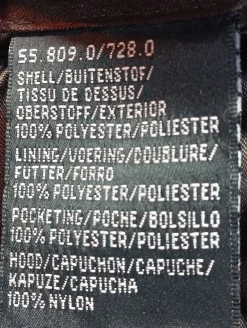 55.809.0/728.0
SHELL/BUITENSTOF/
TISSU DE DESSUS/
OBERSTOFF/EXTERIOR
100% POLYESTER/POLIESTER
LINING/VOERING/DOUBLURE/
FUTTER/FORRO
100% POLYESTER/POLIESTER
POCKETING/POCHE/BOLSILLO
100% POLYESTER/POLIESTER
HOOD/CAPUCHON/CAPUCHE/
KAPUZE/CAPUCHA
100% NYLON